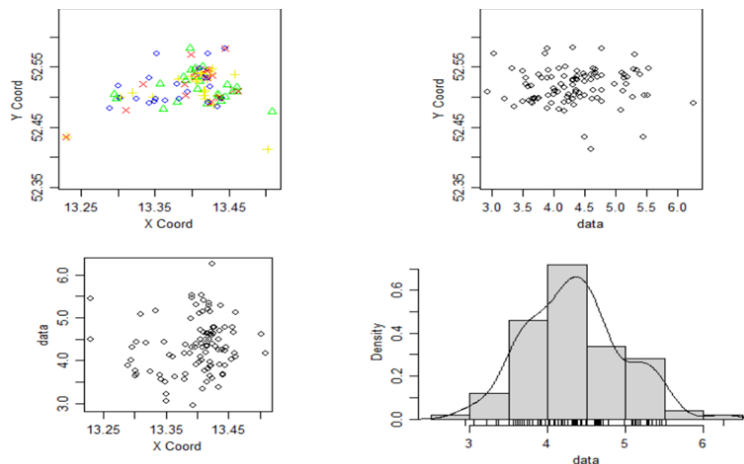 Y Coord
52.35 52.45 52.55
13.25 13.35 13.45
X Coord
Y Coord
52.35 52.45 52.55
3.0 3.5 4.0 4.5 5.0 5.5 6.0
data
data
3.0 4.0 5.0 6.0
13.25 13.35 13.45
X Coord
Density
0.0 0.2 0.4 0.6
3 4 5 6
data